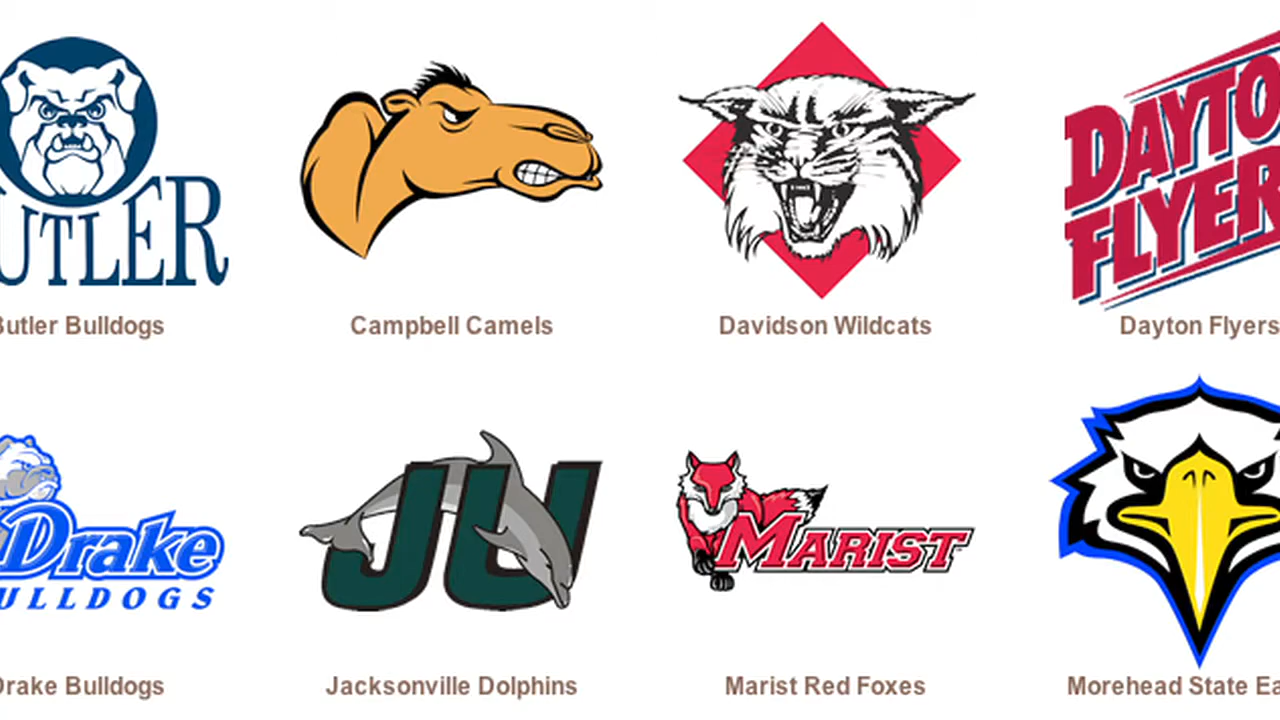 UTLER
DAYTO
FLYER
Butler Bulldogs
Campbell Camels
Davidson Wildcats
Dayton Flyers
Drake
ULLDOGS
JU
MARIST
Drake Bulldogs
Jacksonville Dolphins
Marist Red Foxes
Morehead State Ea